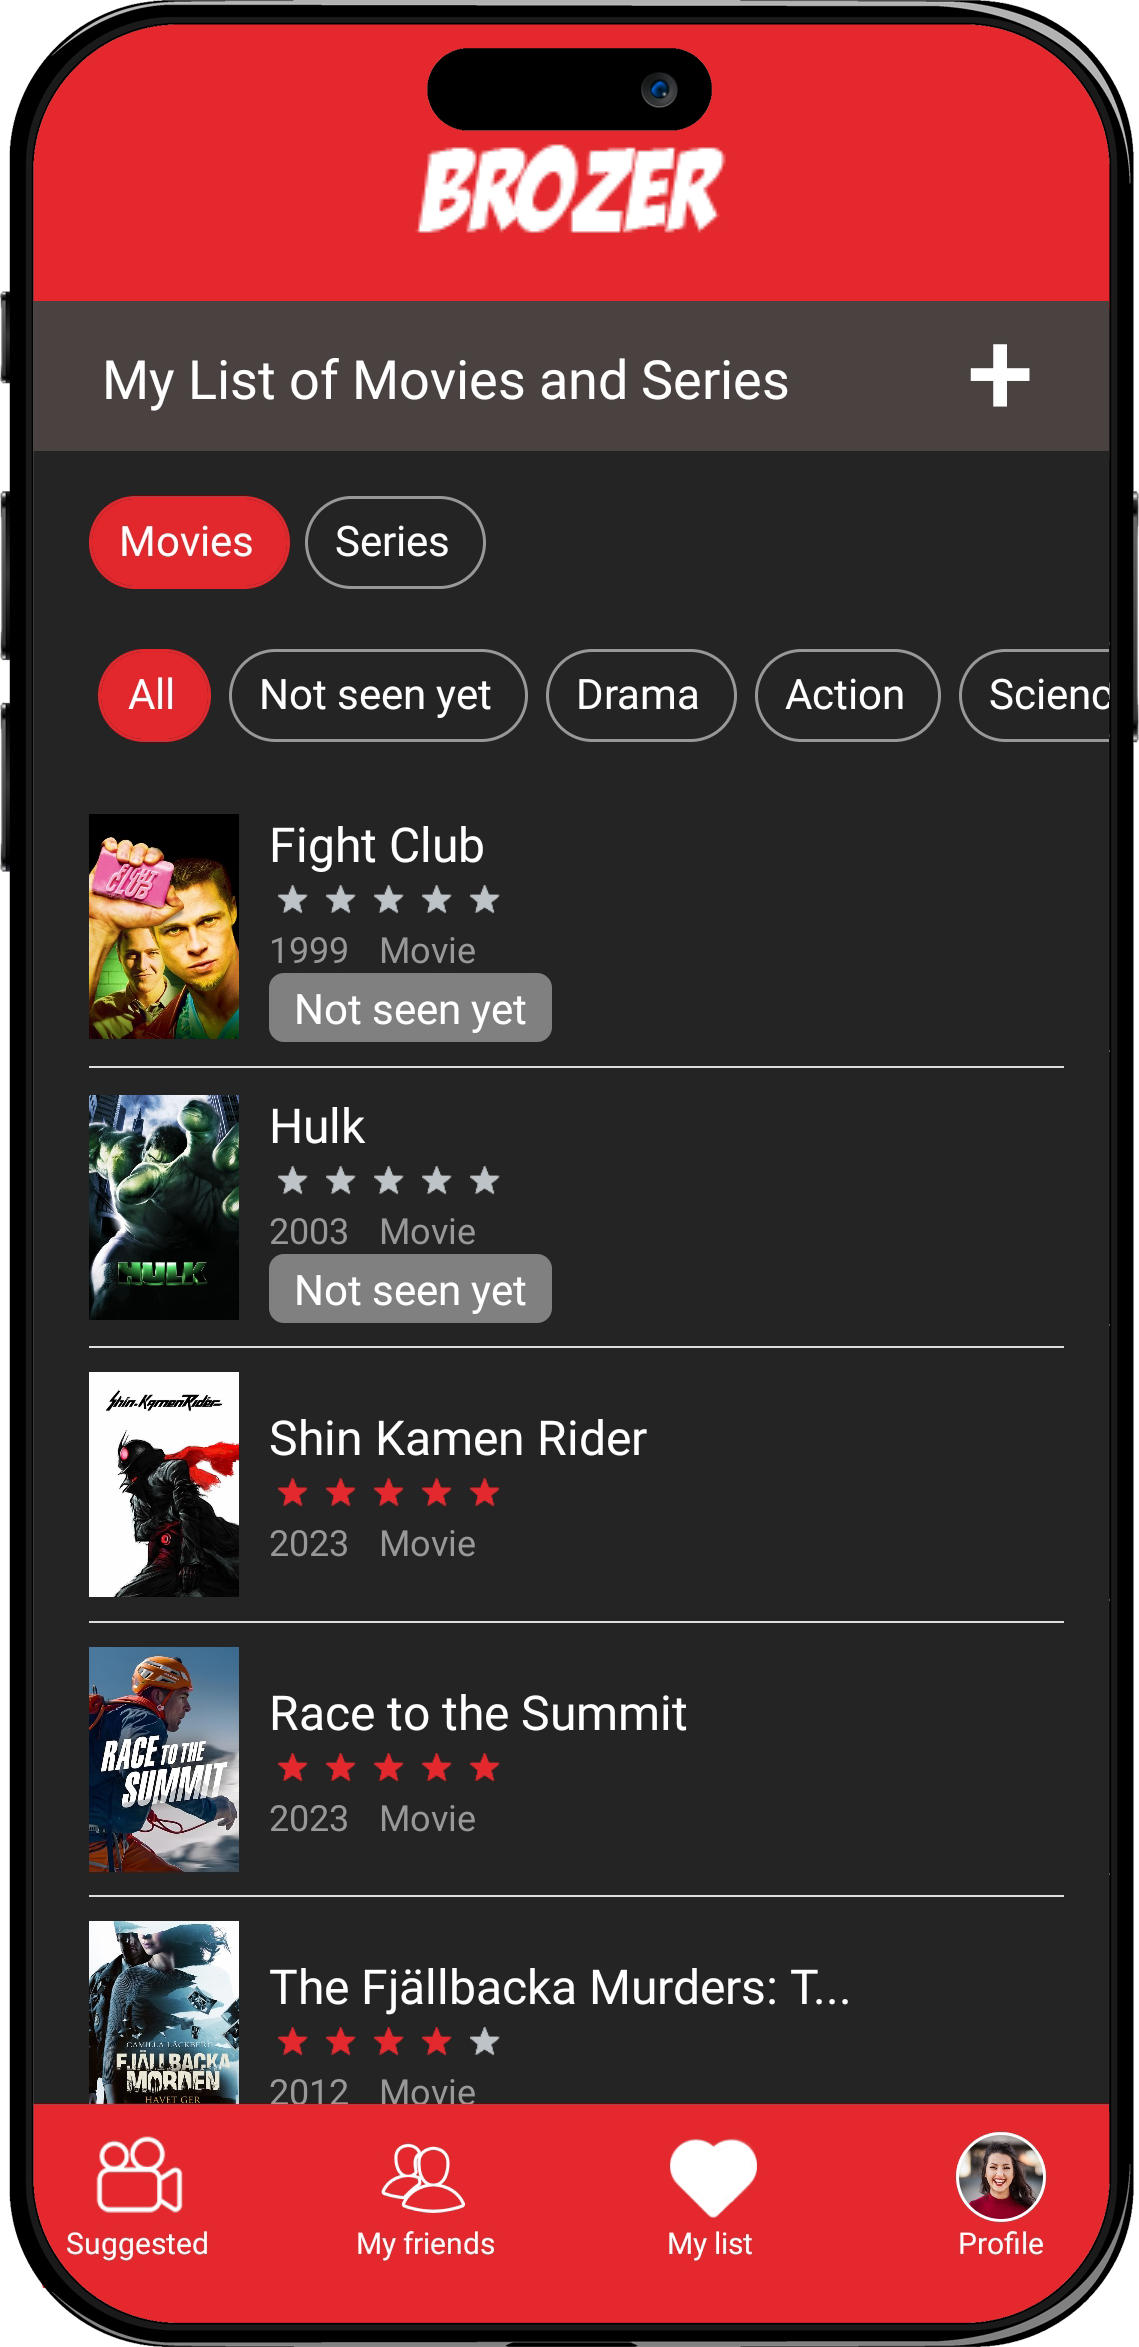 BROZER
My List of Movies and Series
Movies Series
All Not seen yet Drama Action Scienc
FIGHT
CLUB
Fight Club
1999 Movie
Not seen yet
HULK
Hulk
2003 Movie
Not seen yet
Shin.KamenRider
Shin Kamen Rider
2023 Movie
RACE TO THE
SUMMIT
Race to the Summit
2023 Movie
CAMILLA LÄCKBERG
FJÄLLBACKA
MORDEN
HAVET GER
The Fjällbacka Murders: T...
2012 Movie
Suggested My friends My list Profile